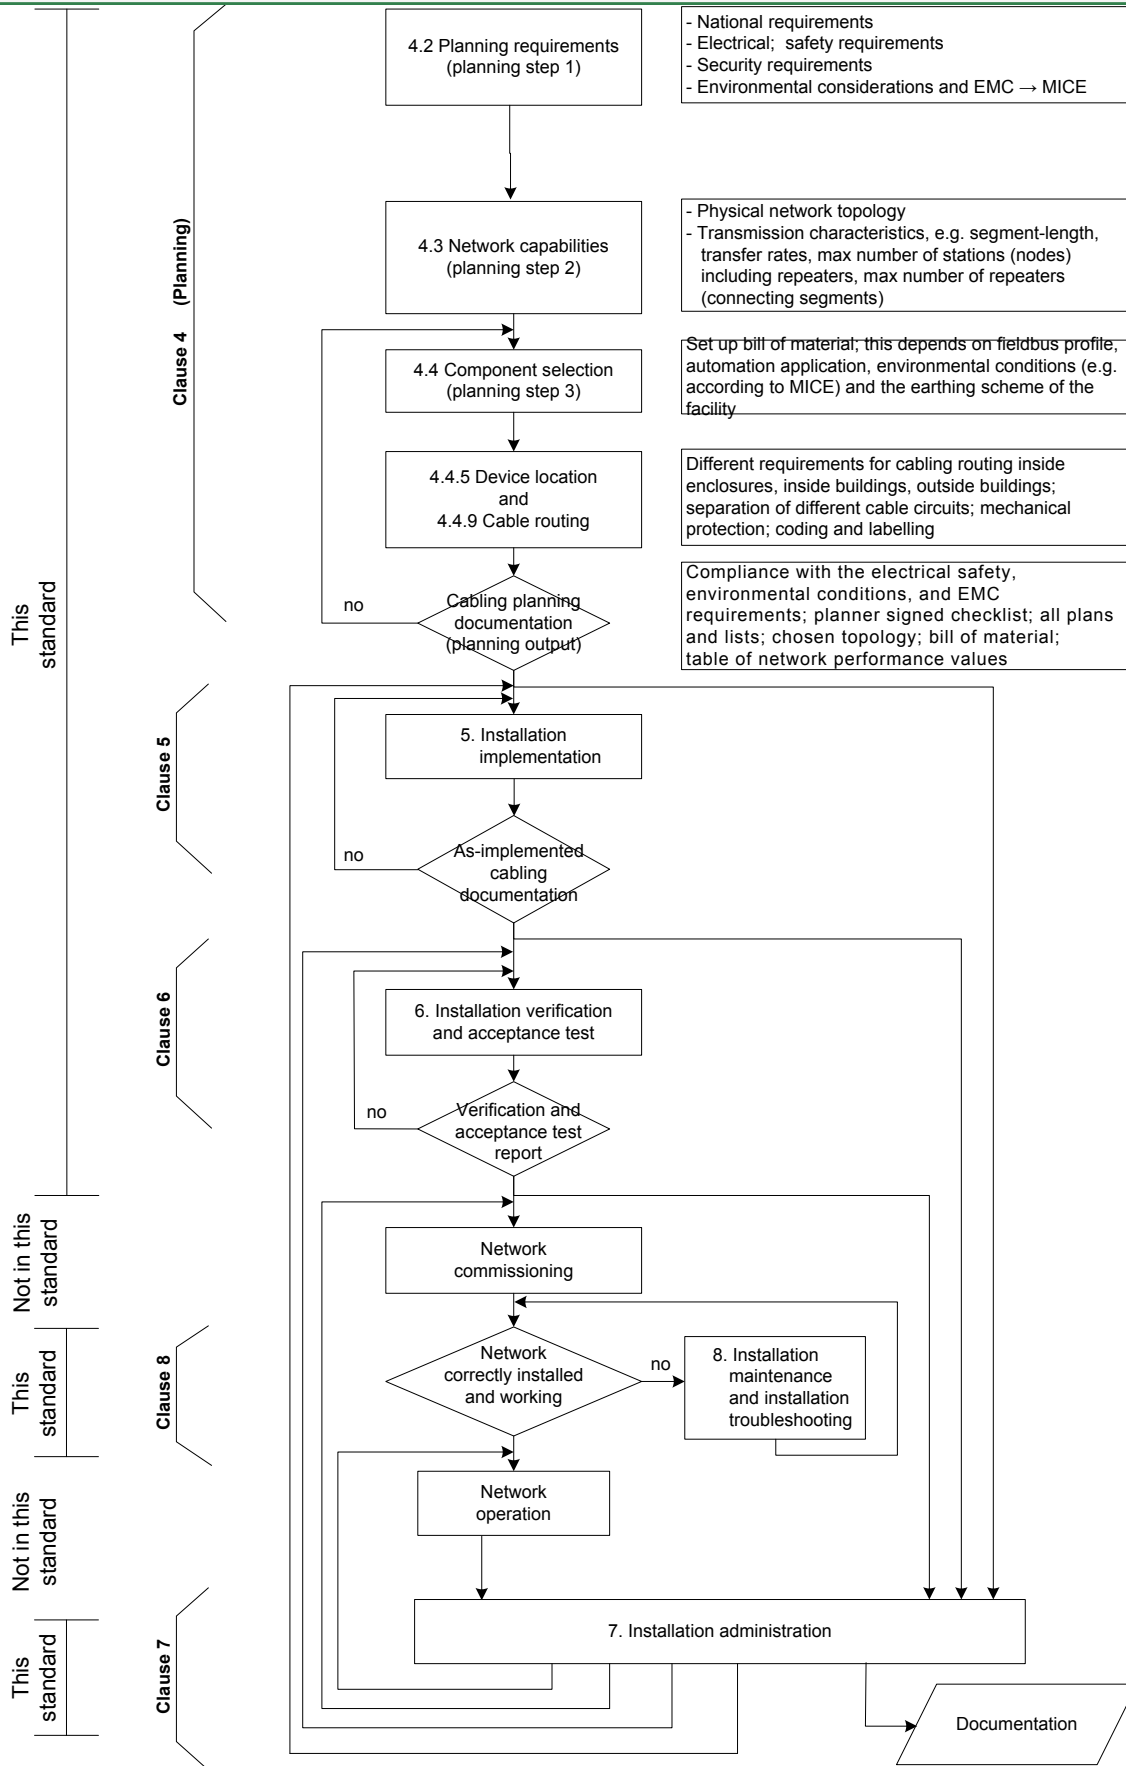 4.2 Planning requirements
(planning step 1)
- National requirements
- Electrical; safety requirements
- Security requirements
- Environmental considerations and EMC → MICE
Clause 4 (Planning)
4.3 Network capabilities
(planning step 2)
- Physical network topology
- Transmission characteristics, e.g. segment-length,
transfer rates, max number of stations (nodes)
including repeaters, max number of repeaters
(connecting segments)
4.4 Component selection
(planning step 3)
Set up bill of material; this depends on fieldbus profile,
automation application, environmental conditions (e.g.
according to MICE) and the earthing scheme of the
facility
4.4.5 Device location
and
4.4.9 Cable routing
Different requirements for cabling routing inside
enclosures, inside buildings, outside buildings;
separation of different cable circuits; mechanical
protection; coding and labelling
This
standard
no
Cabling planning
documentation
(planning output)
Compliance with the electrical safety,
environmental conditions, and EMC
requirements; planner signed checklist; all plans
and lists; chosen topology; bill of material;
table of network performance values
Clause 5
5. Installation
implementation
no
As-implemented
cabling
documentation
Clause 6
6. Installation verification
and acceptance test
no
Verification and
acceptance test
report
Not in this
standard
Network
commissioning
This
standard
Clause 8
Network
correctly installed
and working
no
8. Installation
maintenance
and installation
troubleshooting
Not in this
standard
Network
operation
This
standard
Clause 7
7. Installation administration
Documentation